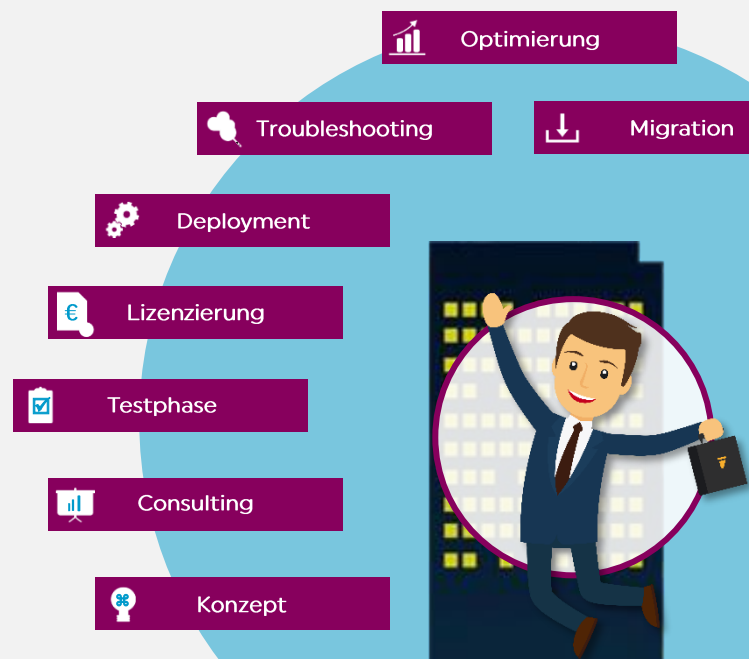 Optimierung
Troubleshooting
Migration
Deployment
€
Lizenzierung
Testphase
Consulting
Konzept